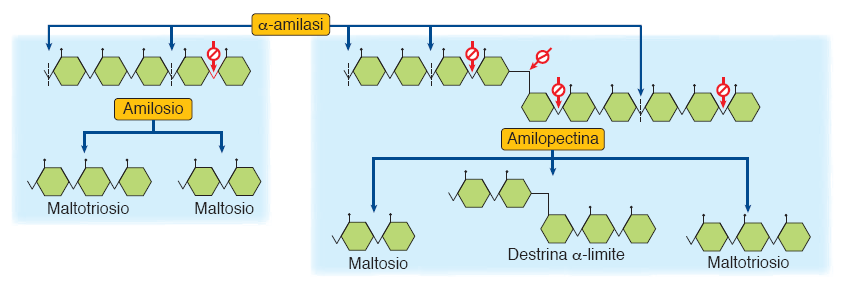 α-amilasi
Amilosio
Maltotriosio
Maltosio
Amilopectina
Maltosio
Destrina α-limite
Maltotriosio